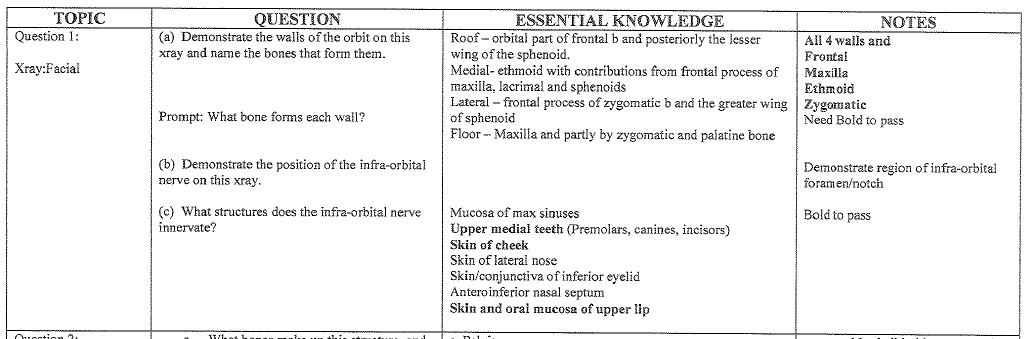 TOPIC
QUESTION
ESSENTIAL KNOWLEDGE
NOTES
Question 1:
Xray:Facial
(a) Demonstrate the walls of the orbit on this
xray and name the bones that form them.
Prompt: What bone forms each wall?
(b) Demonstrate the position of the infra-orbital
nerve on this xray.
(c) What structures does the infra-orbital nerve
innervate?
Roof – orbital part of frontal b and posteriorly the lesser
wing of the sphenoid.
Medial- ethmoid with contributions from frontal process of
maxilla, lacrimal and sphenoids
Lateral – frontal process of zygomatic b and the greater wing
of sphenoid
Floor – Maxilla and partly by zygomatic and palatine bone
Mucosa of max sinuses
Upper medial teeth (Premolars, canines, incisors)
Skin of cheek
Skin of lateral nose
Skin/conjunctiva of inferior eyelid
Anteroinferior nasal septum
Skin and oral mucosa of upper lip
All 4 walls and
Frontal
Maxilla
Ethmoid
Zygomatic
Need Bold to pass
Demonstrate region of infra-orbital
foramen/notch
Bold to pass
Question 2:
What bones make up this structure, and